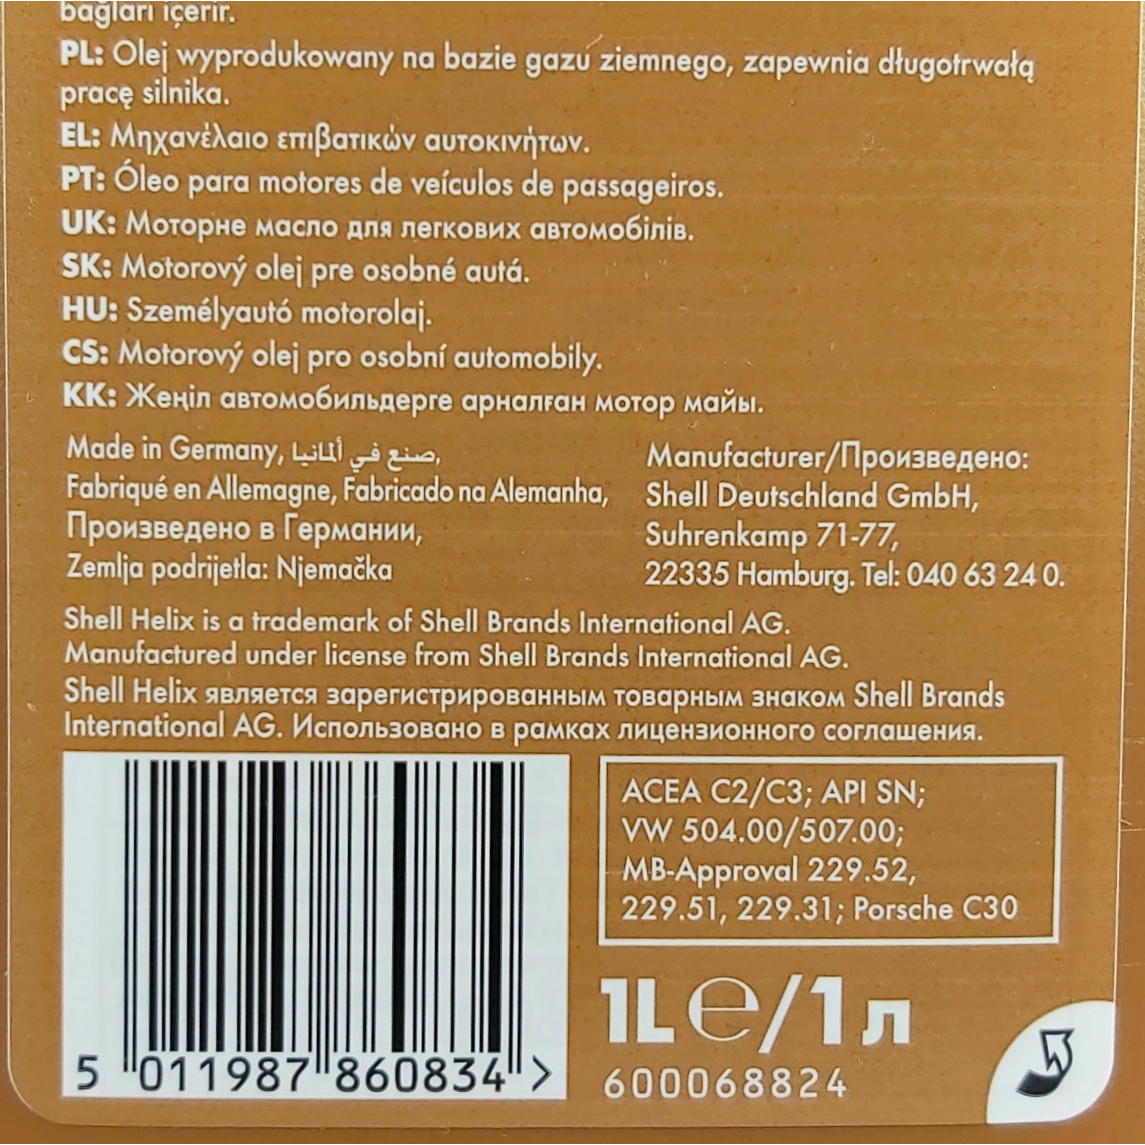 bağları içerir.
PL: Olej wyprodukowany na bazie gazu ziemnego, zapewnia długotrwałą
pracę silnika.
EL: Μηχανέλαιο επιβατικών αυτοκινήτων.
PT: Óleo para motores de veículos de passageiros.
UK: Моторне масло для легкових автомобілів.
SK: Motorový olej pre osobné autá.
HU: Személyautó motorolaj.
CS: Motorový olej pro osobní automobily.
KK: Жеңіл автомобильдерге арналған мотор майы.
Made in Germany, صنع في ألمانيا,
Fabriqué en Allemagne, Fabricado na Alemanha,
Произведено в Германии,
Zemlja podrijetla: Njemačka
Manufacturer/Произведено:
Shell Deutschland GmbH,
Suhrenkamp 71-77,
22335 Hamburg. Tel: 040 63 24 0.
Shell Helix is a trademark of Shell Brands International AG.
Manufactured under license from Shell Brands International AG.
Shell Helix является зарегистрированным товарным знаком Shell Brands
International AG. Использовано в рамках лицензионного соглашения.
5 011987 860834 >
ACEA C2/C3; API SN;
VW 504.00/507.00;
MB-Approval 229.52,
229.51, 229.31; Porsche C30
1L ℮/1 л
600068824